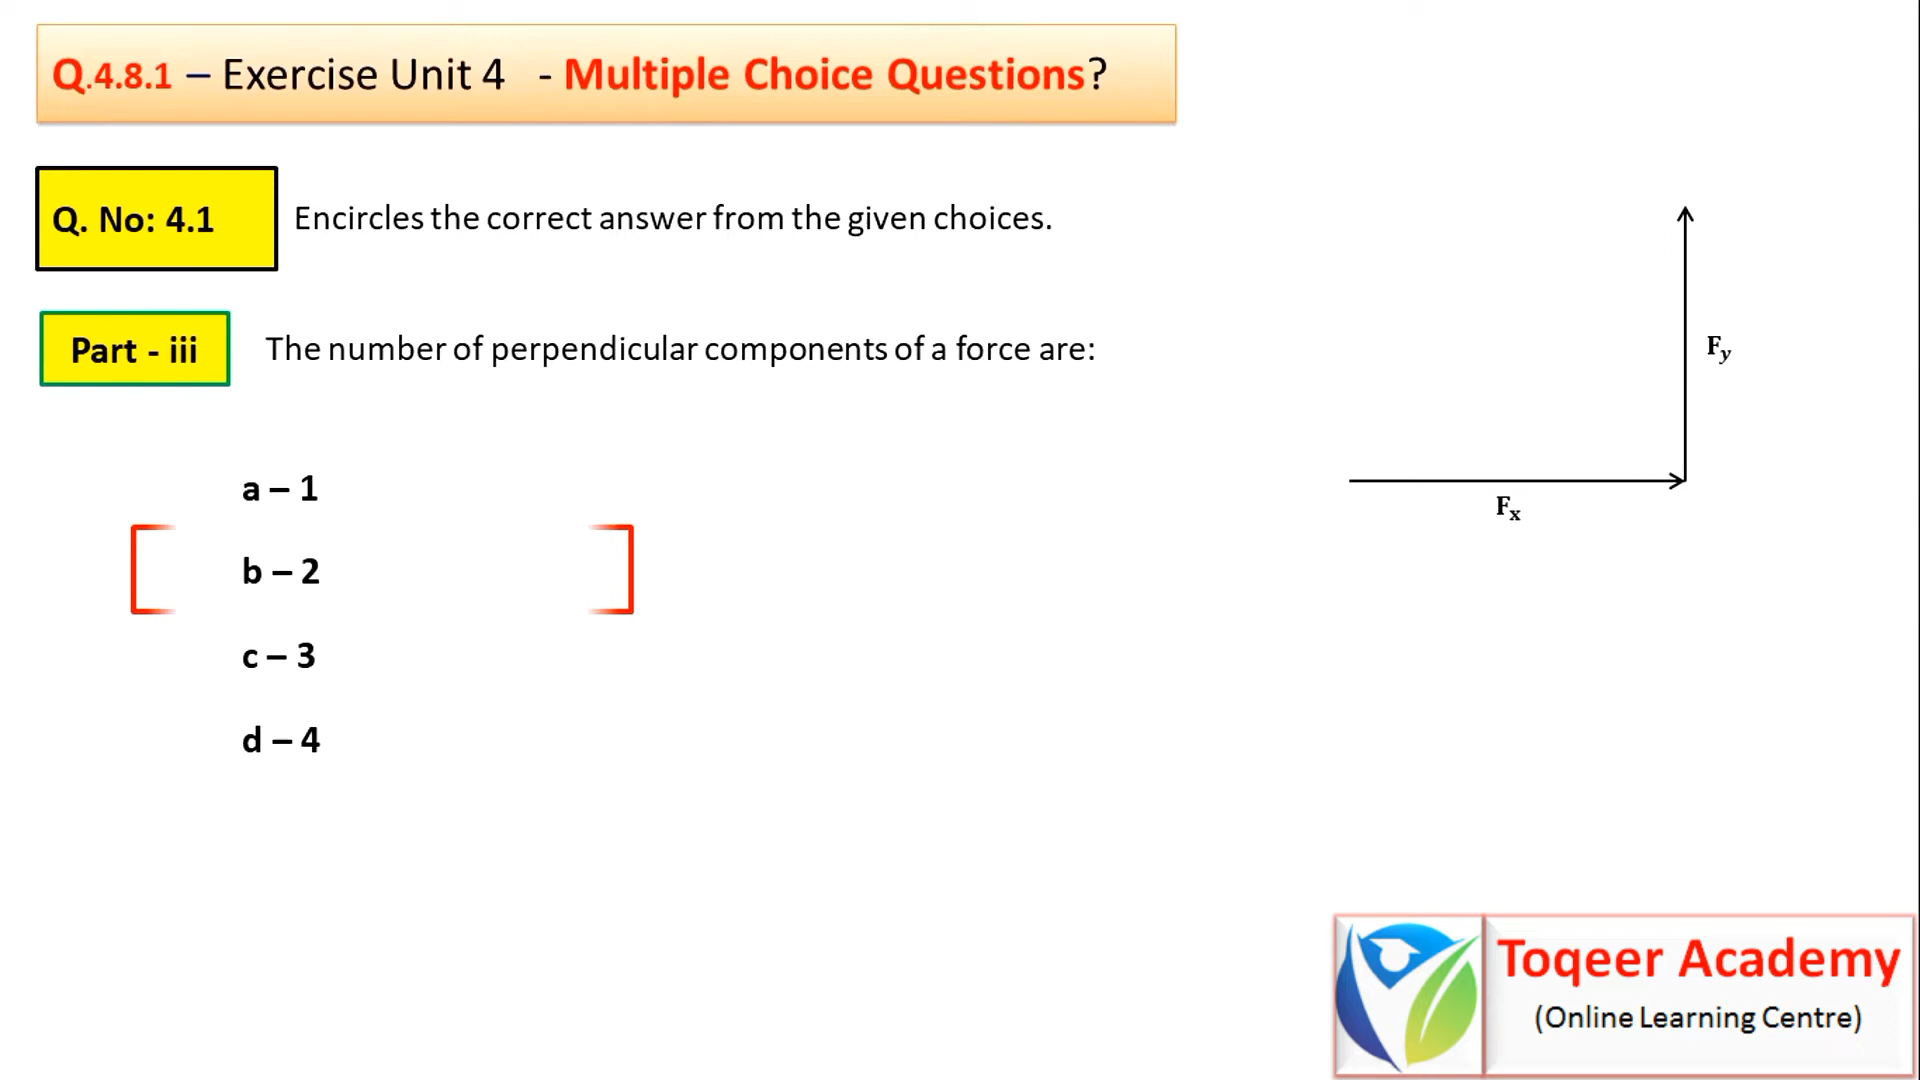 Q.4.8.1 – Exercise Unit 4 - Multiple Choice Questions?
Q. No: 4.1
Encircles the correct answer from the given choices.
Part - iii
The number of perpendicular components of a force are:
a – 1
b – 2
c – 3
d – 4
Fy
Fx
Toqeer Academy
(Online Learning Centre)